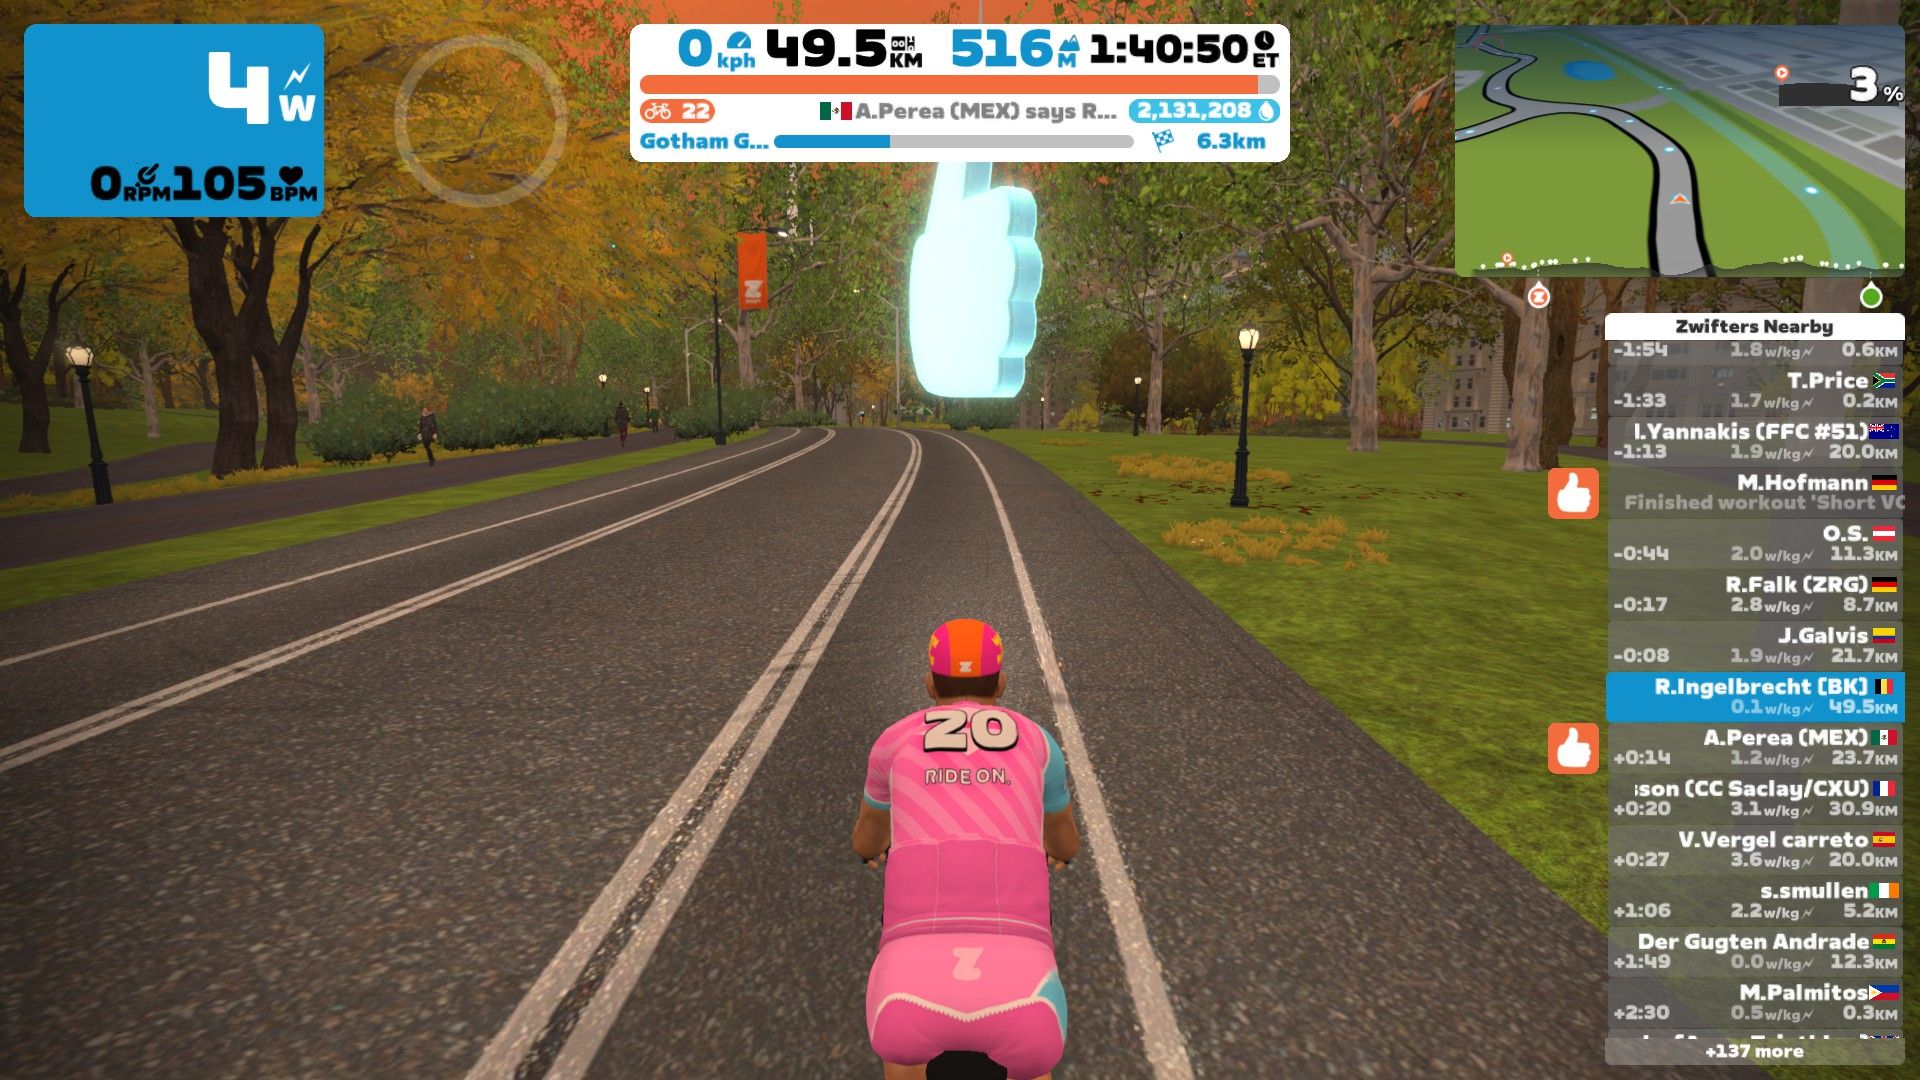 4 W
0 RPM 105 BPM
0 kph 49.5 KM 516 M 1:40:50 ET
22 A.Perea (MEX) says R... 2,131,208
Gotham G... 6.3km
3 %
Zwifters Nearby
-1:54 1.8 w/kg 0.6 KM
T.Price
-1:33 1.7 w/kg 0.2 KM
I.Yannakis (FFC #51)
-1:13 1.9 w/kg 20.0 KM
M.Hofmann
Finished workout 'Short VO
O.S.
-0:44 2.0 w/kg 11.3 KM
R.Falk (ZRG)
-0:17 2.8 w/kg 8.7 KM
J.Galvis
-0:08 1.9 w/kg 21.7 KM
R.Ingelbrecht (BK)
0.1 w/kg 49.5 KM
A.Perea (MEX)
+0:14 1.2 w/kg 23.7 KM
sson (CC Saclay/CXU)
+0:20 3.1 w/kg 30.9 KM
V.Vergel carreto
+0:27 3.6 w/kg 20.0 KM
s.smullen
+1:06 2.2 w/kg 5.2 KM
Der Gugten Andrade
+1:49 0.0 w/kg 12.3 KM
M.Palmitos
+2:30 0.5 w/kg 0.3 KM
+137 more
20
RIDE ON.